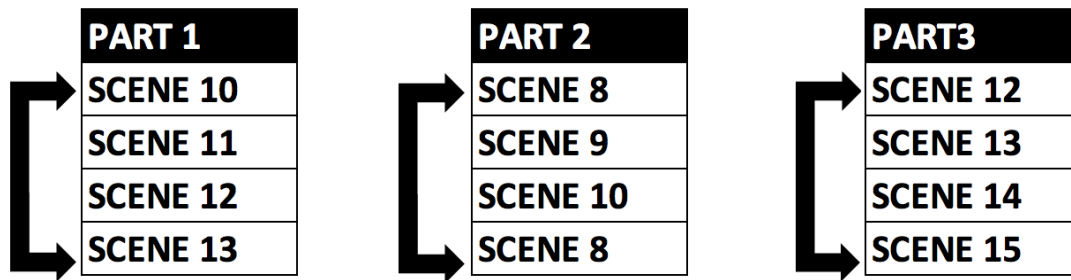 PART 1
SCENE 10
SCENE 11
SCENE 12
SCENE 13
PART 2
SCENE 8
SCENE 9
SCENE 10
SCENE 8
PART3
SCENE 12
SCENE 13
SCENE 14
SCENE 15